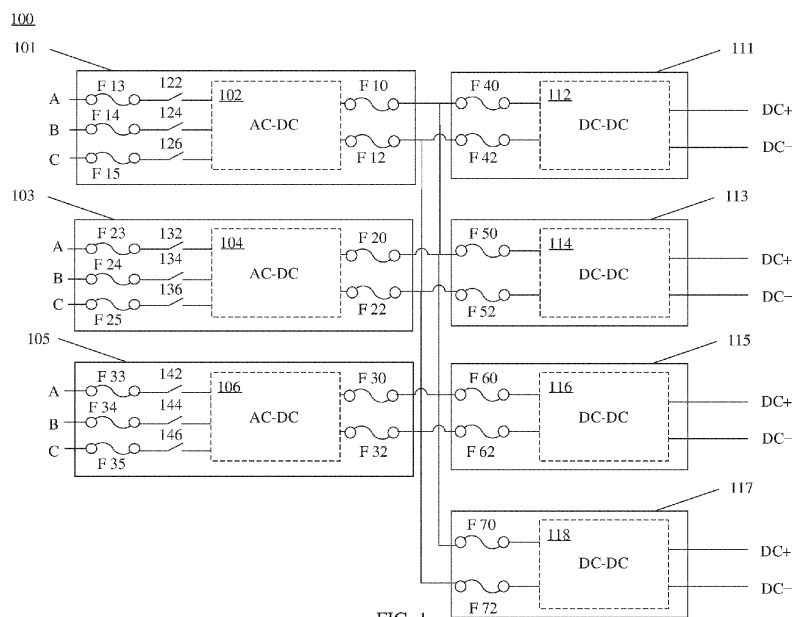 100
101
A
F 13
122
B
F 14
124
C
F 15
126
102
AC-DC
F 10
F 12
111
F 40
F 42
112
DC-DC
DC+
DC−
103
A
F 23
132
B
F 24
134
C
F 25
136
104
AC-DC
F 20
F 22
113
F 50
F 52
114
DC-DC
DC+
DC−
105
A
F 33
142
B
F 34
144
C
F 35
146
106
AC-DC
F 30
F 32
115
F 60
F 62
116
DC-DC
DC+
DC−
117
F 70
F 72
118
DC-DC
DC+
DC−
FIG. 1